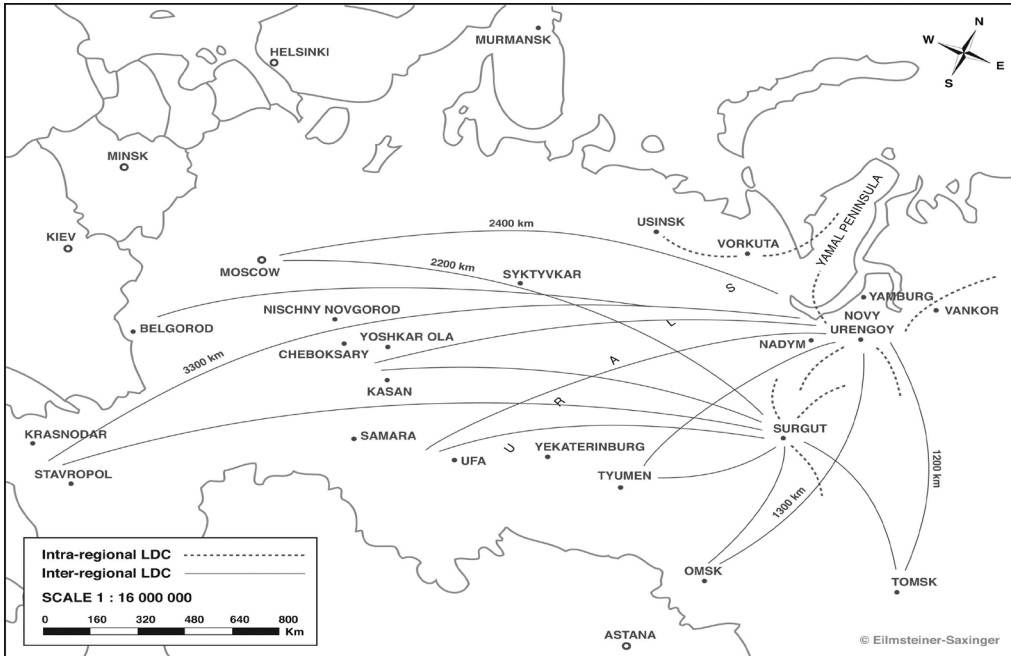 MURMANSK
N
W
E
S
HELSINKI
MINSK
YAMAL PENINSULA
KIEV
2400 km
USINSK
VORKUTA
MOSCOW
2200 km
SYKTYVKAR
YAMBURG
VANKOR
NISCHNY NOVGOROD
BELGOROD
YOSHKAR OLA
CHEBOKSARY
NOVY
URENGOY
NADYM
3300 km
KASAN
U R A L S
KRASNODAR
STAVROPOL
SAMARA
UFA
YEKATERINBURG
TYUMEN
SURGUT
1200 km
1300 km
OMSK
TOMSK
ASTANA
Intra-regional LDC
Inter-regional LDC
SCALE 1 : 16 000 000
0 160 320 480 640 800
Km
© Eilmsteiner-Saxinger